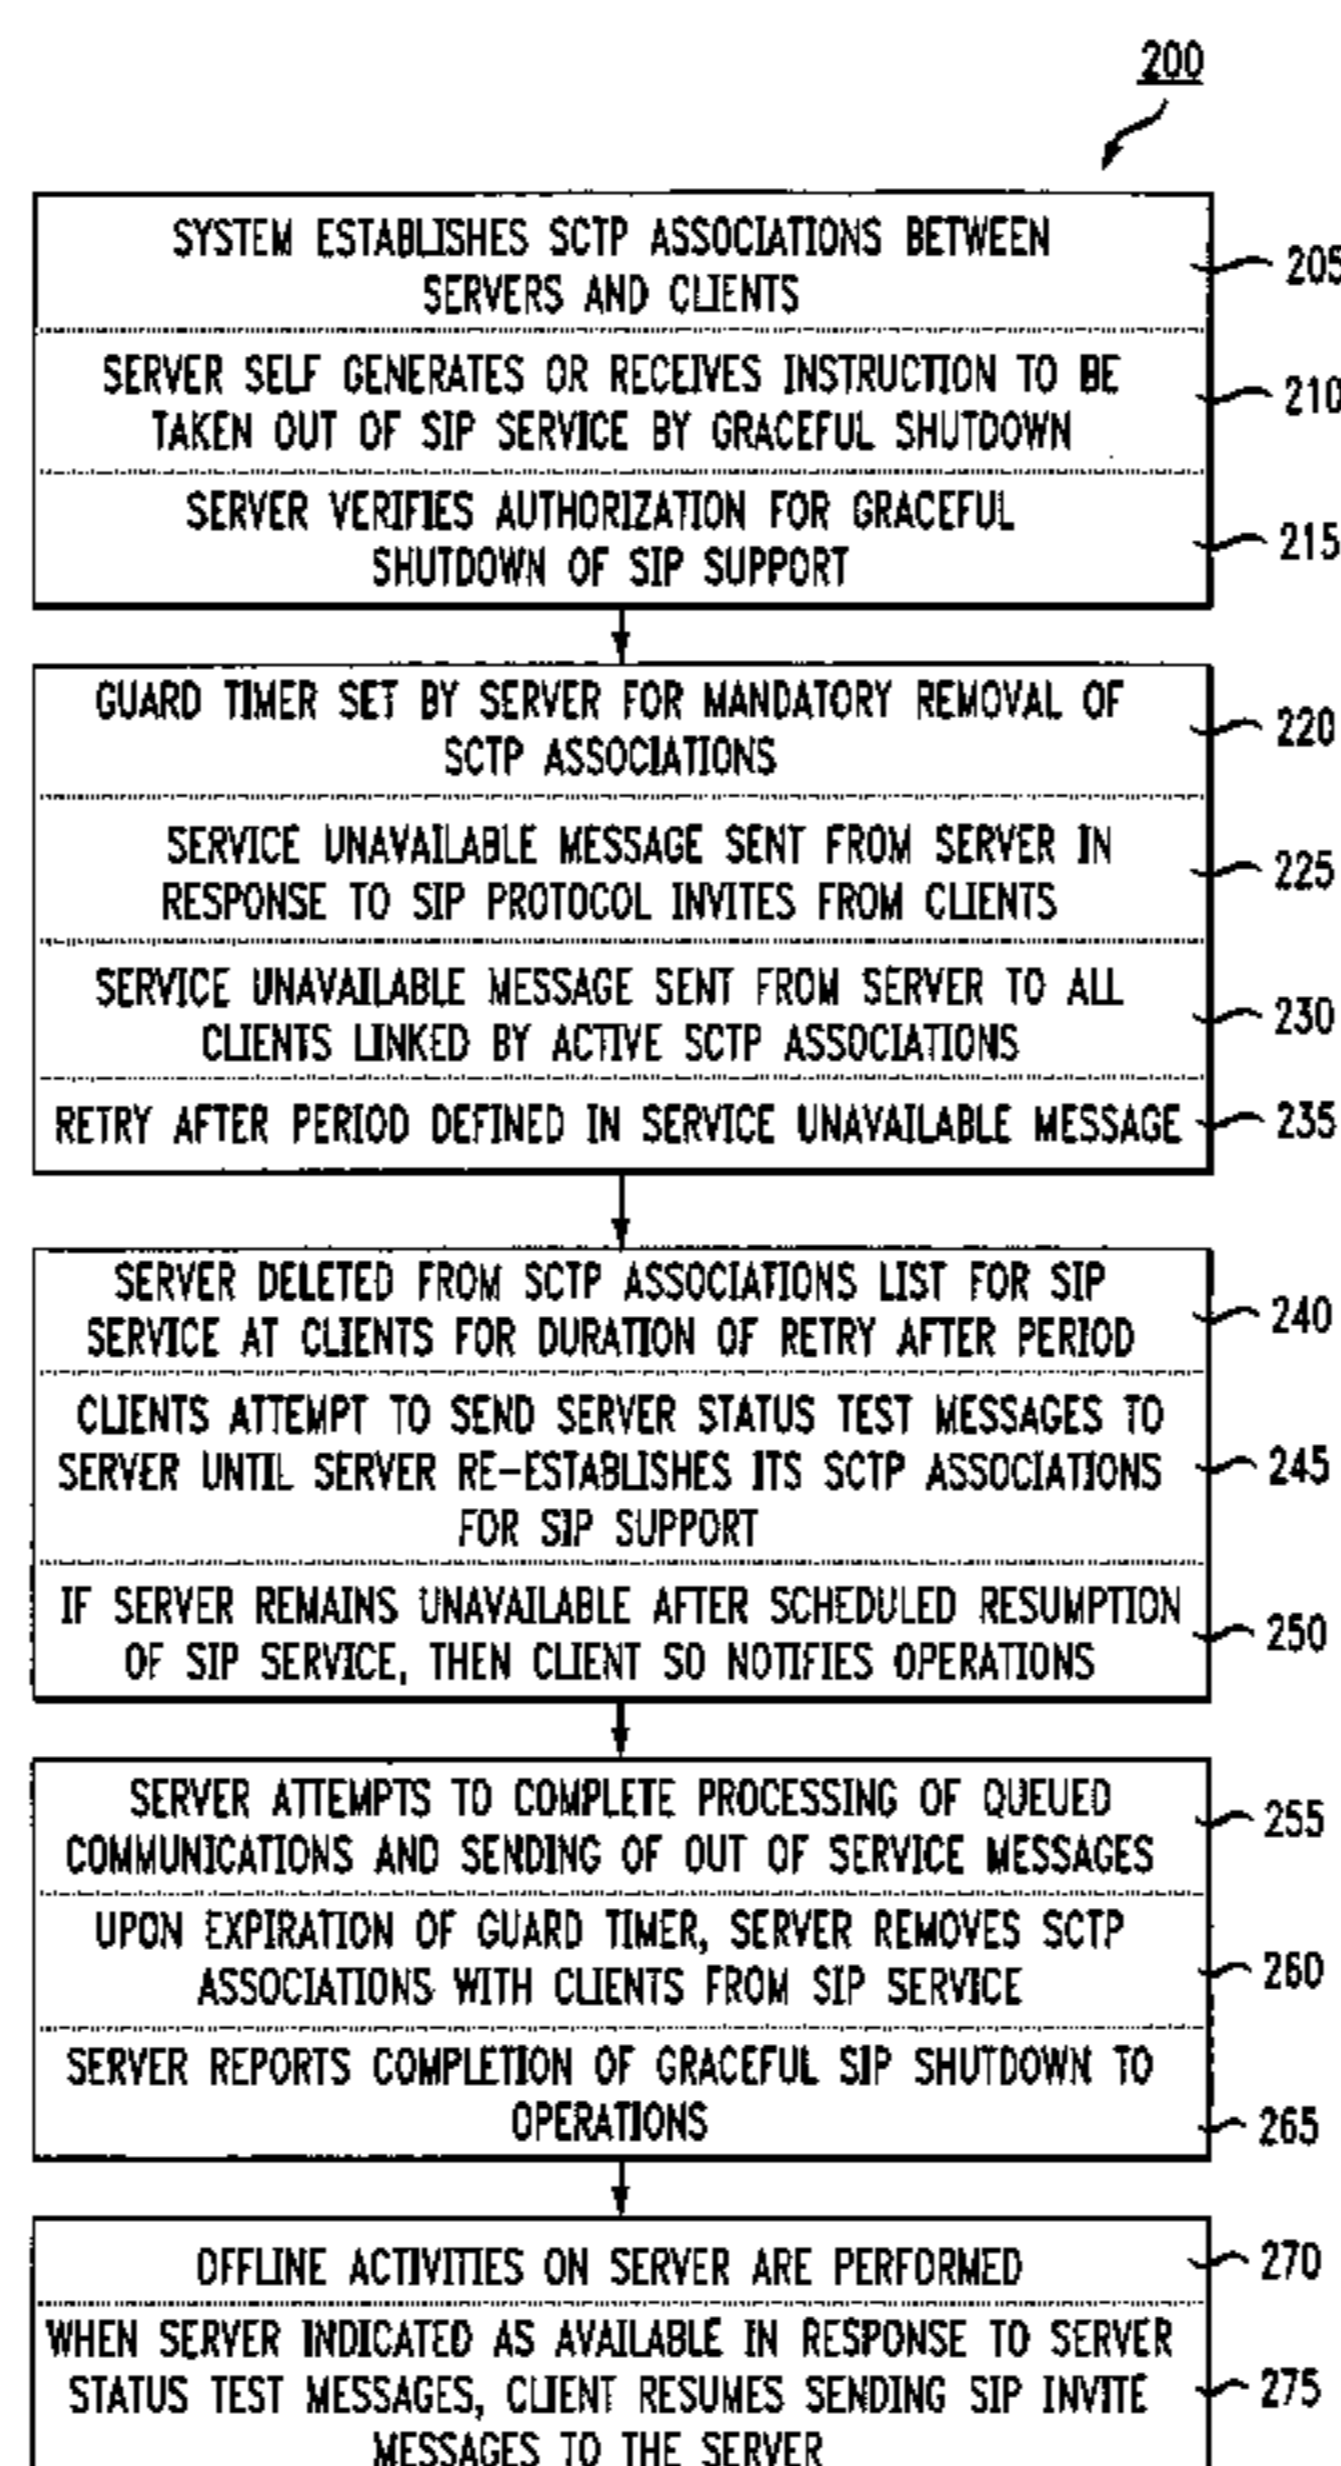 200
SYSTEM ESTABLISHES SCTP ASSOCIATIONS BETWEEN
SERVERS AND CLIENTS
205
SERVER SELF GENERATES OR RECEIVES INSTRUCTION TO BE
TAKEN OUT OF SIP SERVICE BY GRACEFUL SHUTDOWN
210
SERVER VERIFIES AUTHORIZATION FOR GRACEFUL
SHUTDOWN OF SIP SUPPORT
215
GUARD TIMER SET BY SERVER FOR MANDATORY REMOVAL OF
SCTP ASSOCIATIONS
220
SERVICE UNAVAILABLE MESSAGE SENT FROM SERVER IN
RESPONSE TO SIP PROTOCOL INVITES FROM CLIENTS
225
SERVICE UNAVAILABLE MESSAGE SENT FROM SERVER TO ALL
CLIENTS LINKED BY ACTIVE SCTP ASSOCIATIONS
230
RETRY AFTER PERIOD DEFINED IN SERVICE UNAVAILABLE MESSAGE
235
SERVER DELETED FROM SCTP ASSOCIATIONS LIST FOR SIP
SERVICE AT CLIENTS FOR DURATION OF RETRY AFTER PERIOD
240
CLIENTS ATTEMPT TO SEND SERVER STATUS TEST MESSAGES TO
SERVER UNTIL SERVER RE-ESTABLISHES ITS SCTP ASSOCIATIONS
FOR SIP SUPPORT
245
IF SERVER REMAINS UNAVAILABLE AFTER SCHEDULED RESUMPTION
OF SIP SERVICE, THEN CLIENT SO NOTIFIES OPERATIONS
250
SERVER ATTEMPTS TO COMPLETE PROCESSING OF QUEUED
COMMUNICATIONS AND SENDING OF OUT OF SERVICE MESSAGES
255
UPON EXPIRATION OF GUARD TIMER, SERVER REMOVES SCTP
ASSOCIATIONS WITH CLIENTS FROM SIP SERVICE
260
SERVER REPORTS COMPLETION OF GRACEFUL SIP SHUTDOWN TO
OPERATIONS
265
OFFLINE ACTIVITIES ON SERVER ARE PERFORMED
270
WHEN SERVER INDICATED AS AVAILABLE IN RESPONSE TO SERVER
STATUS TEST MESSAGES, CLIENT RESUMES SENDING SIP INVITE
MESSAGES TO THE SERVER
275